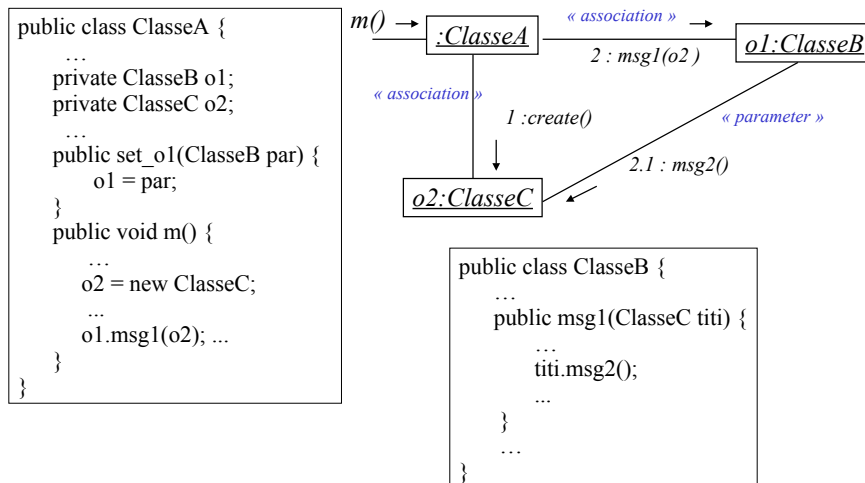 public class ClasseA {
…
private ClasseB o1;
private ClasseC o2;
…
public set_o1(ClasseB par) {
o1 = par;
}
public void m() {
…
o2 = new ClasseC;
...
o1.msg1(o2); ...
}
}
m()
:ClasseA
« association »
2 : msg1(o2 )
o1:ClasseB
« association »
1 :create()
« parameter »
2.1 : msg2()
o2:ClasseC
public class ClasseB {
…
public msg1(ClasseC titi) {
…
titi.msg2();
...
}
…
}